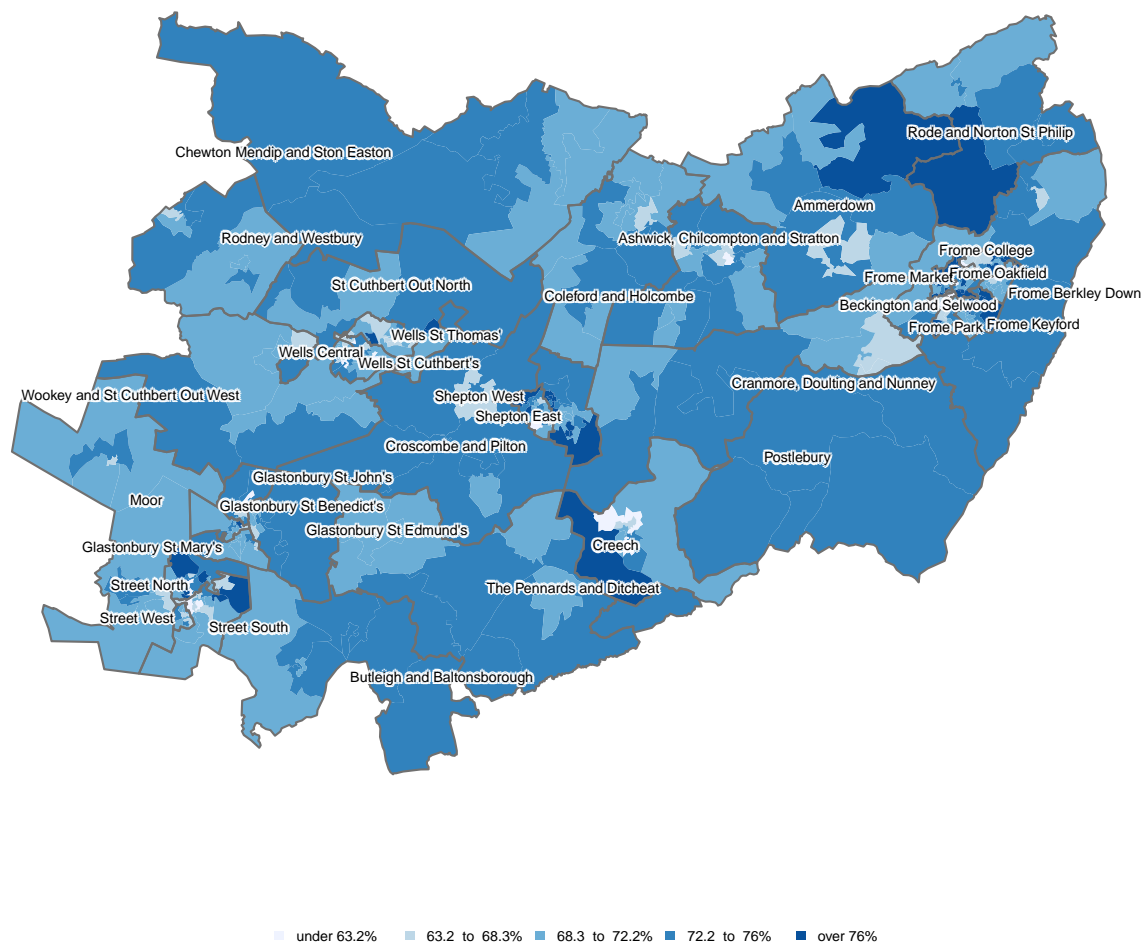 Rode and Norton St Philip
Chewton Mendip and Ston Easton
Ammerdown
Rodney and Westbury
Ashwick, Chilcompton and Stratton
Frome College
Frome Market
Frome Oakfield
St Cuthbert Out North
Coleford and Holcombe
Frome Berkley Down
Beckington and Selwood
Frome Park
Frome Keyford
Wells St Thomas'
Wells Central
Wells St Cuthbert's
Cranmore, Doulting and Nunney
Wookey and St Cuthbert Out West
Shepton West
Shepton East
Croscombe and Pilton
Postlebury
Glastonbury St John's
Moor
Glastonbury St Benedict's
Glastonbury St Edmund's
Glastonbury St Mary's
Creech
Street North
The Pennards and Ditcheat
Street West
Street South
Butleigh and Baltonsborough
under 63.2% 63.2 to 68.3% 68.3 to 72.2% 72.2 to 76% over 76%